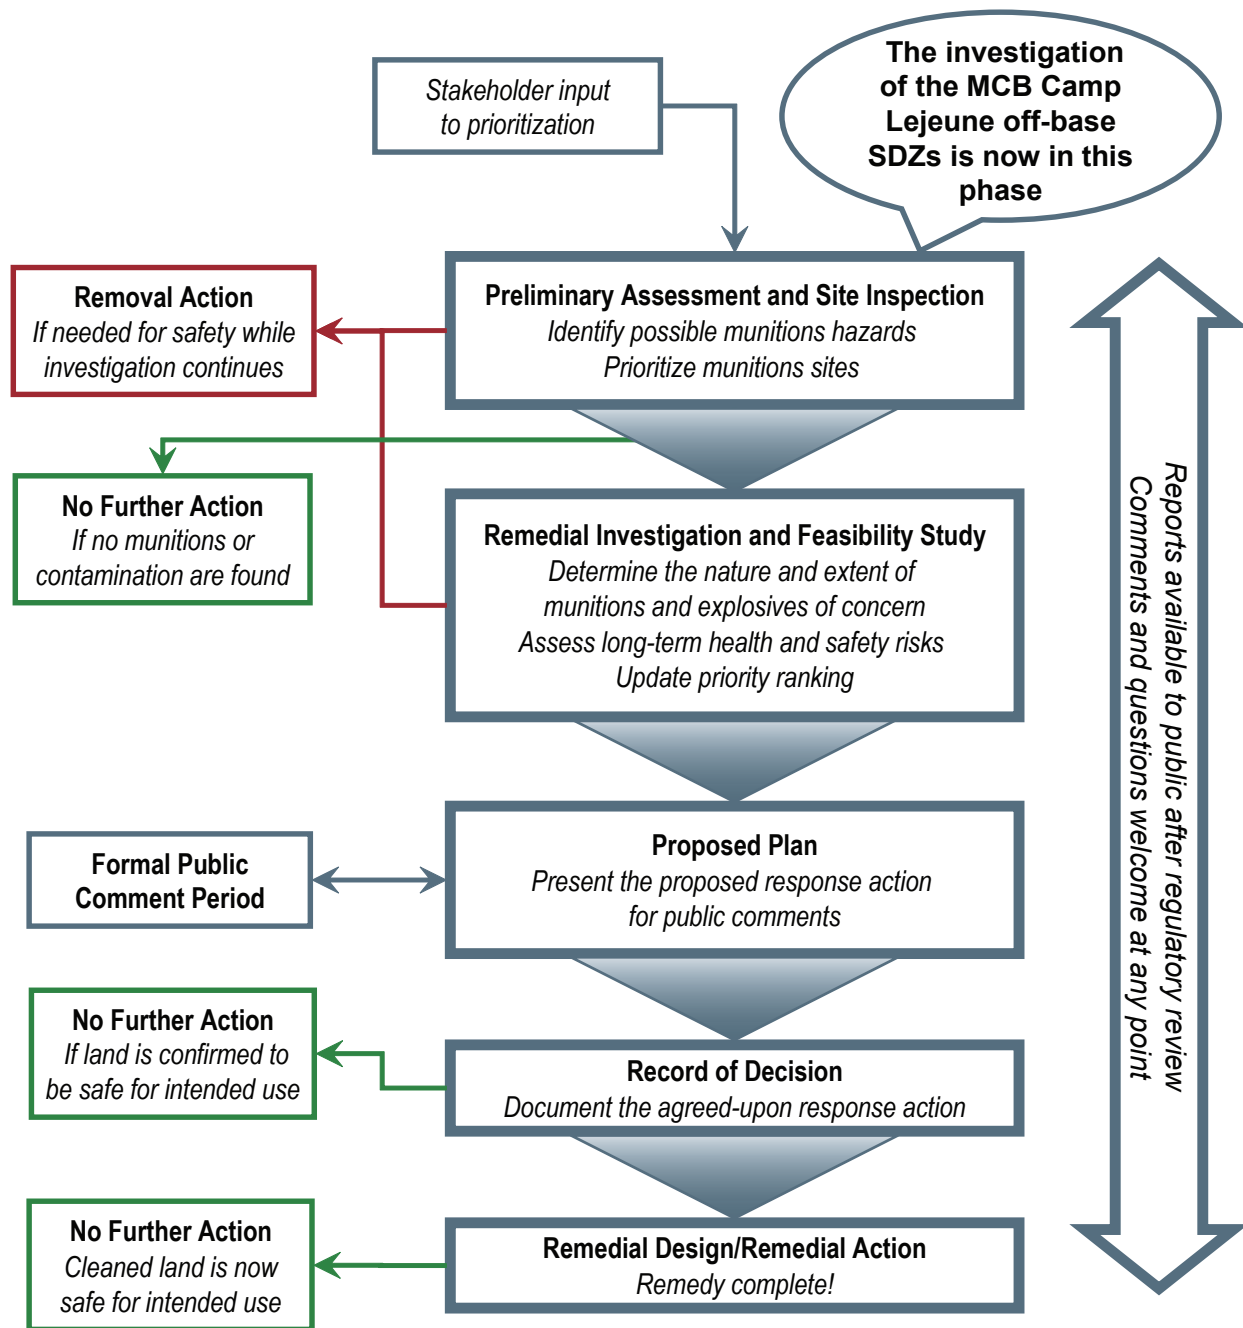 Stakeholder input
to prioritization
The investigation
of the MCB Camp
Lejeune off-base
SDZs is now in this
phase
Removal Action
If needed for safety while
investigation continues
Preliminary Assessment and Site Inspection
Identify possible munitions hazards
Prioritize munitions sites
No Further Action
If no munitions or
contamination are found
Remedial Investigation and Feasibility Study
Determine the nature and extent of
munitions and explosives of concern
Assess long-term health and safety risks
Update priority ranking
Formal Public
Comment Period
Proposed Plan
Present the proposed response action
for public comments
No Further Action
If land is confirmed to
be safe for intended use
Record of Decision
Document the agreed-upon response action
No Further Action
Cleaned land is now
safe for intended use
Remedial Design/Remedial Action
Remedy complete!
Reports available to public after regulatory review
Comments and questions welcome at any point